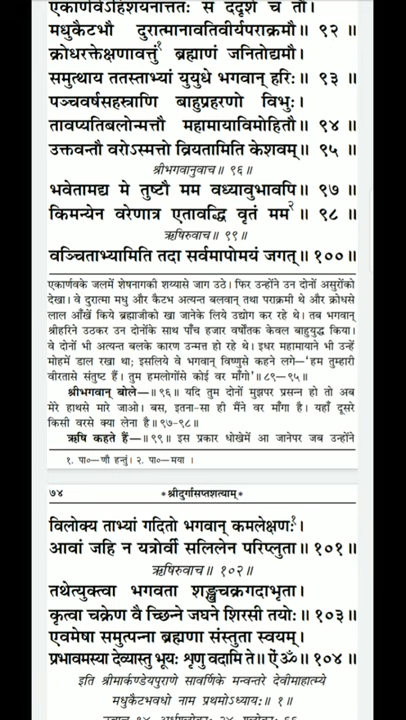 एकार्णवेऽहिशयनात्ततः स ददृशे च तौ।
मधुकैटभौ दुरात्मानावतिवीर्यपराक्रमौ॥ ९२॥
क्रोधरक्तेक्षणावत्तुं१ ब्रह्माणं जनितोद्यमौ।
समुत्थाय ततस्ताभ्यां युयुधे भगवान् हरिः॥ ९३॥
पञ्चवर्षसहस्राणि बाहुप्रहरणो विभुः।
तावप्यतिबलोन्मत्तौ महामायाविमोहितौ॥ ९४॥
उक्तवन्तौ वरोऽस्मत्तो व्रियतामिति केशवम्॥ ९५॥
श्रीभगवानुवाच॥ ९६॥
भवेतामद्य मे तुष्टौ मम वध्यावुभावपि॥ ९७॥
किमन्येन वरेणात्र एतावद्धि वृतं मम२॥ ९८॥
ऋषिरुवाच॥ ९९॥
वञ्चिताभ्यामिति तदा सर्वमापोमयं जगत्॥ १००॥
एकार्णवके जलमें शेषनागकी शय्यासे जाग उठे। फिर उन्होंने उन दोनों असुरोंको
देखा। वे दुरात्मा मधु और कैटभ अत्यन्त बलवान् तथा पराक्रमी थे और क्रोधसे
लाल आँखें किये ब्रह्माजीको खा जानेके लिये उद्योग कर रहे थे। तब भगवान्
श्रीहरिने उठकर उन दोनोंके साथ पाँच हजार वर्षोंतक केवल बाहुयुद्ध किया।
वे दोनों भी अत्यन्त बलके कारण उन्मत्त हो रहे थे। इधर महामायाने भी उन्हें
मोहमें डाल रखा था; इसलिये वे भगवान् विष्णुसे कहने लगे—'हम तुम्हारी
वीरतासे संतुष्ट हैं। तुम हमलोगोंसे कोई वर माँगो'॥ ८९—९५॥
श्रीभगवान् बोले—॥ ९६॥ यदि तुम दोनों मुझपर प्रसन्न हो तो अब
मेरे हाथसे मारे जाओ। बस, इतना-सा ही मैंने वर माँगा है। यहाँ दूसरे
किसी वरसे क्या लेना है॥ ९७-९८॥
ऋषि कहते हैं—॥ ९९॥ इस प्रकार धोखेमें आ जानेपर जब उन्होंने
१. पा०—णौ हन्तुं। २. पा०—मया।
७४ *श्रीदुर्गासप्तशत्याम्*
विलोक्य ताभ्यां गदितो भगवान् कमलेक्षणः१।
आवां जहि न यत्रोर्वी सलिलेन परिप्लुता॥ १०१॥
ऋषिरुवाच॥ १०२॥
तथेत्युक्त्वा भगवता शङ्खचक्रगदाभृता।
कृत्वा चक्रेण वै च्छिन्ने जघने शिरसी तयोः॥ १०३॥
एवमेषा समुत्पन्ना ब्रह्मणा संस्तुता स्वयम्।
प्रभावमस्या देव्यास्तु भूयः शृणु वदामि ते॥ ऐं ॐ॥ १०४॥
इति श्रीमार्कण्डेयपुराणे सावर्णिके मन्वन्तरे देवीमाहात्म्ये
मधुकैटभवधो नाम प्रथमोऽध्यायः॥ १॥